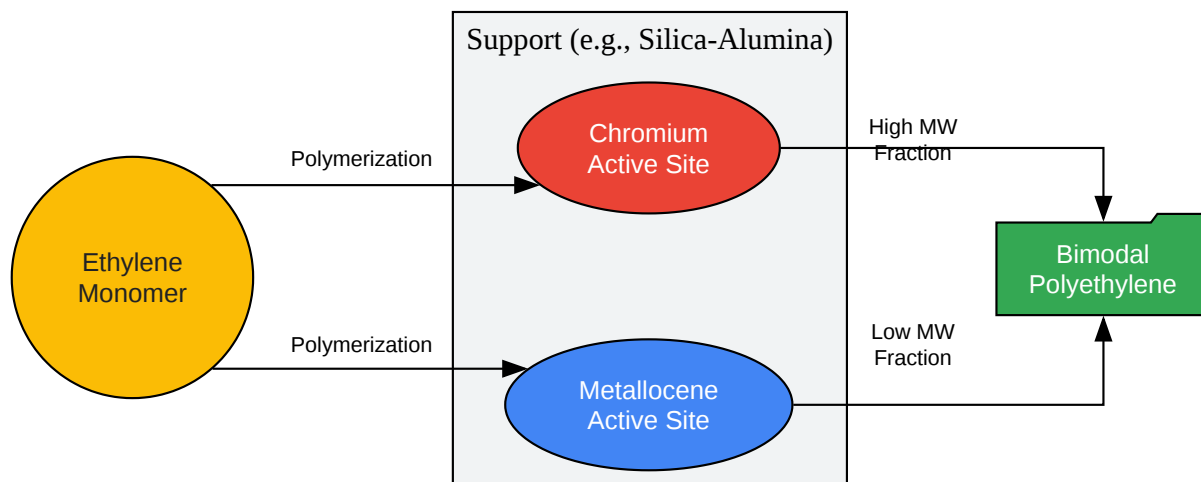 Support (e.g., Silica-Alumina)
Chromium
Active Site
High MW
Fraction
Polymerization
Ethylene
Monomer
Bimodal
Polyethylene
Polymerization
Low MW
Fraction
Metallocene
Active Site